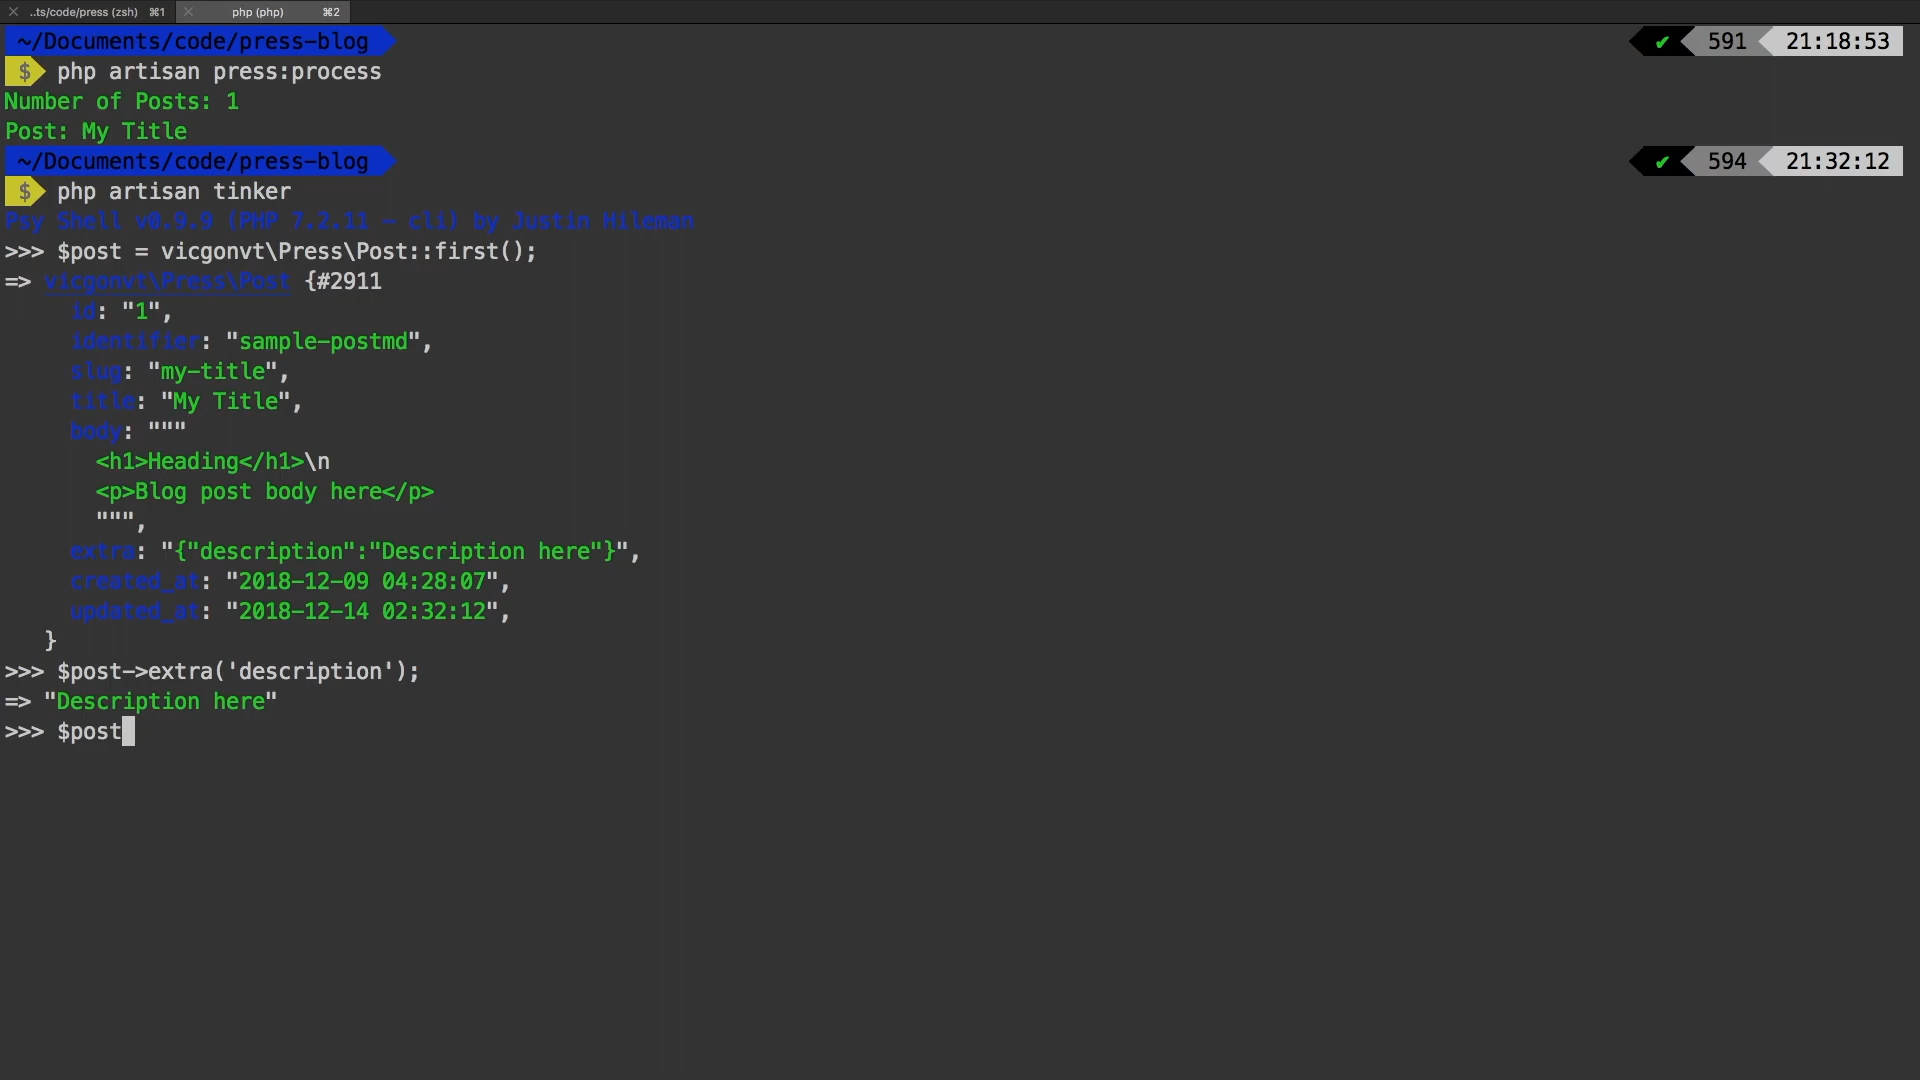 ..ts/code/press (zsh) ⌘1 php (php) ⌘2
~/Documents/code/press-blog ✔ 591 21:18:53
$ php artisan press:process
Number of Posts: 1
Post: My Title
~/Documents/code/press-blog ✔ 594 21:32:12
$ php artisan tinker
Psy Shell v0.9.9 (PHP 7.2.11 — cli) by Justin Hileman
>>> $post = vicgonvt\Press\Post::first();
=> vicgonvt\Press\Post {#2911
id: "1",
identifier: "sample-postmd",
slug: "my-title",
title: "My Title",
body: """
<h1>Heading</h1>\n
<p>Blog post body here</p>
""",
extra: "{"description":"Description here"}",
created_at: "2018-12-09 04:28:07",
updated_at: "2018-12-14 02:32:12",
}
>>> $post->extra('description');
=> "Description here"
>>> $post